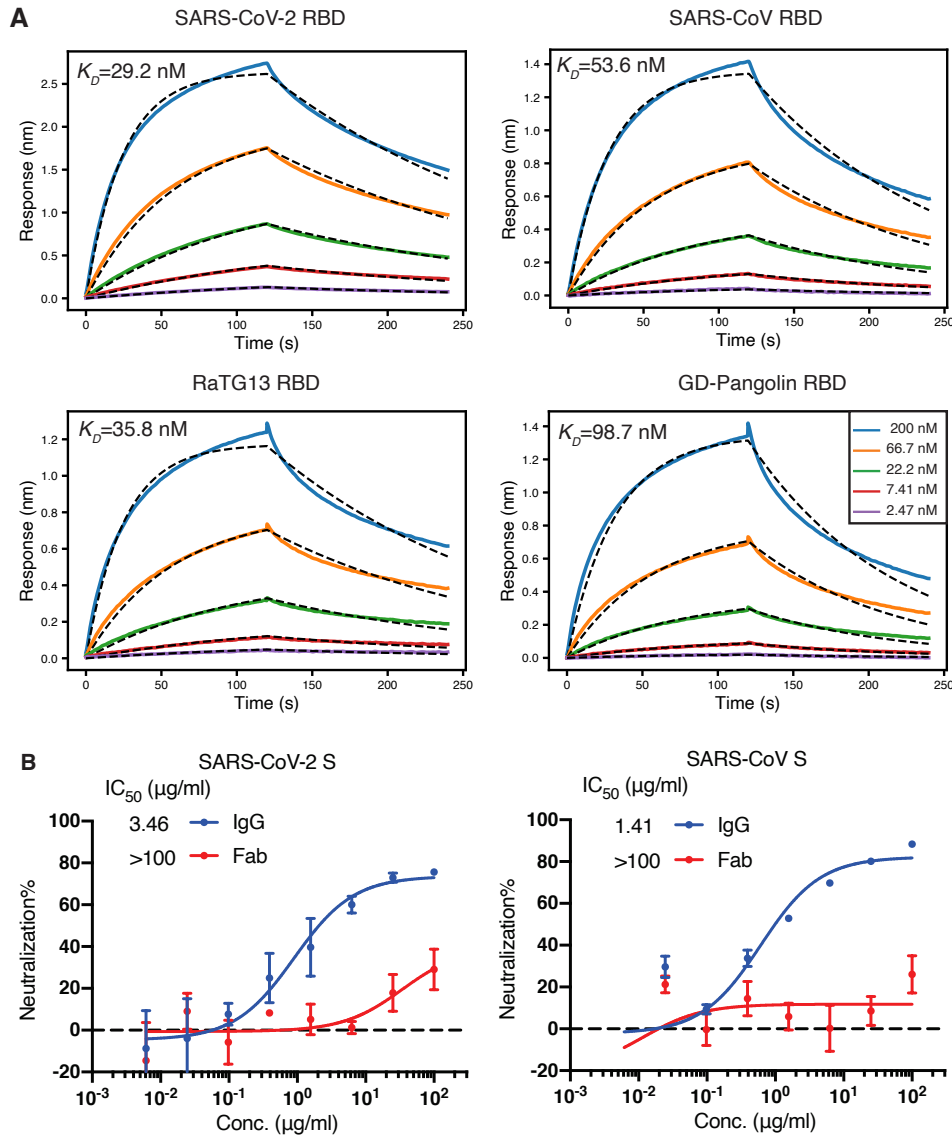 A
SARS-CoV-2 RBD
SARS-CoV RBD
K_D=29.2 nM
K_D=53.6 nM
Response (nm)
2.5
2.0
1.5
1.0
0.5
0.0
0
50
100
150
200
250
Time (s)
Response (nm)
1.4
1.2
1.0
0.8
0.6
0.4
0.2
0.0
0
50
100
150
200
250
Time (s)
RaTG13 RBD
GD-Pangolin RBD
K_D=35.8 nM
K_D=98.7 nM
Response (nm)
1.2
1.0
0.8
0.6
0.4
0.2
0.0
0
50
100
150
200
250
Time (s)
Response (nm)
1.4
1.2
1.0
0.8
0.6
0.4
0.2
0.0
0
50
100
150
200
250
Time (s)
200 nM
66.7 nM
22.2 nM
7.41 nM
2.47 nM
B
SARS-CoV-2 S
IC50 (µg/ml)
3.46 IgG
>100 Fab
Neutralization%
100
80
60
40
20
0
-20
10-3
10-2
10-1
100
101
102
Conc. (µg/ml)
SARS-CoV S
IC50 (µg/ml)
1.41 IgG
>100 Fab
Neutralization%
100
80
60
40
20
0
-20
10-3
10-2
10-1
100
101
102
Conc. (µg/ml)